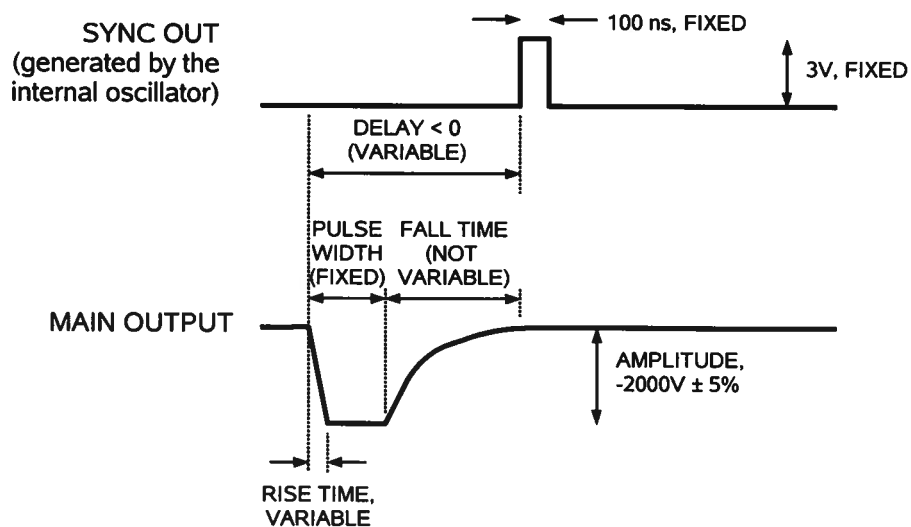 SYNC OUT
(generated by the
internal oscillator)
100 ns, FIXED
3V, FIXED
DELAY < 0
(VARIABLE)
PULSE
WIDTH
(FIXED)
FALL TIME
(NOT
VARIABLE)
MAIN OUTPUT
AMPLITUDE,
-2000V ± 5%
RISE TIME,
VARIABLE